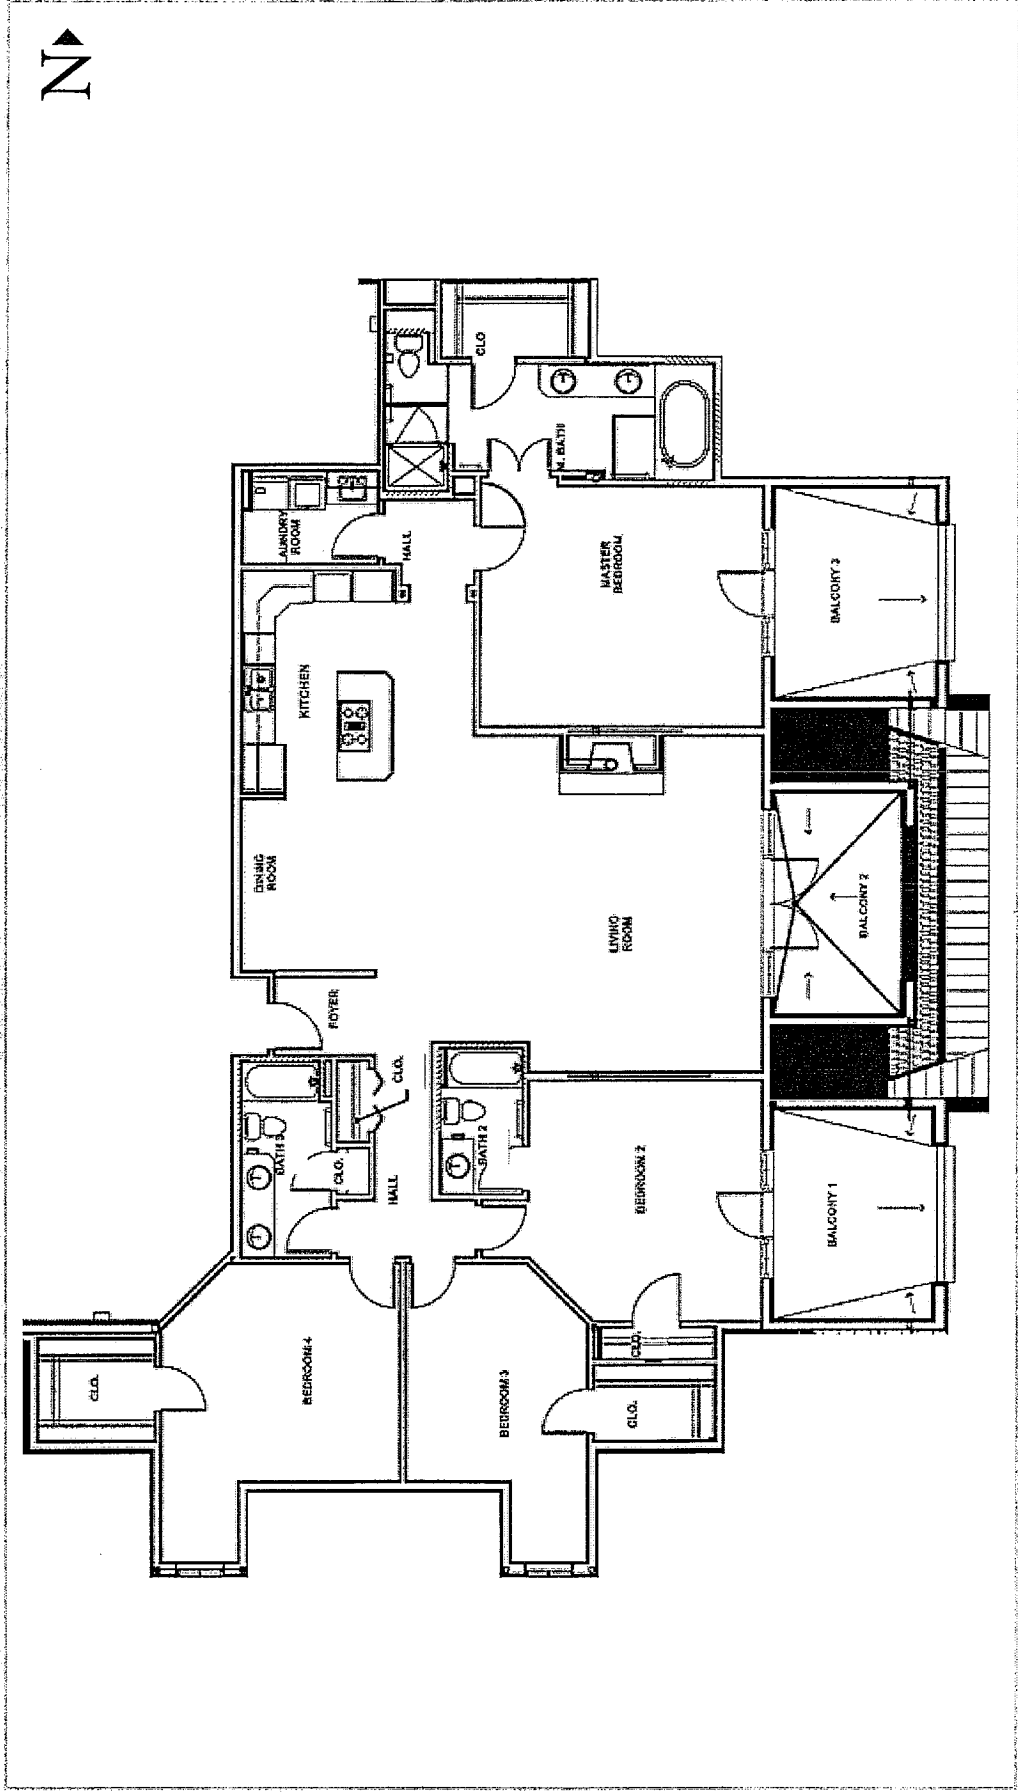 N
CLO
M. BATH
LAUNDRY
ROOM
HALL
MASTER
BEDROOM
BALCONY 3
KITCHEN
DINING
ROOM
LIVING
ROOM
BALCONY 2
FOYER
CLO.
BATH 3
CLO.
HALL
BATH 2
BEDROOM 2
BALCONY 1
CLO.
BEDROOM 4
BEDROOM 3
CLO.
CLO.